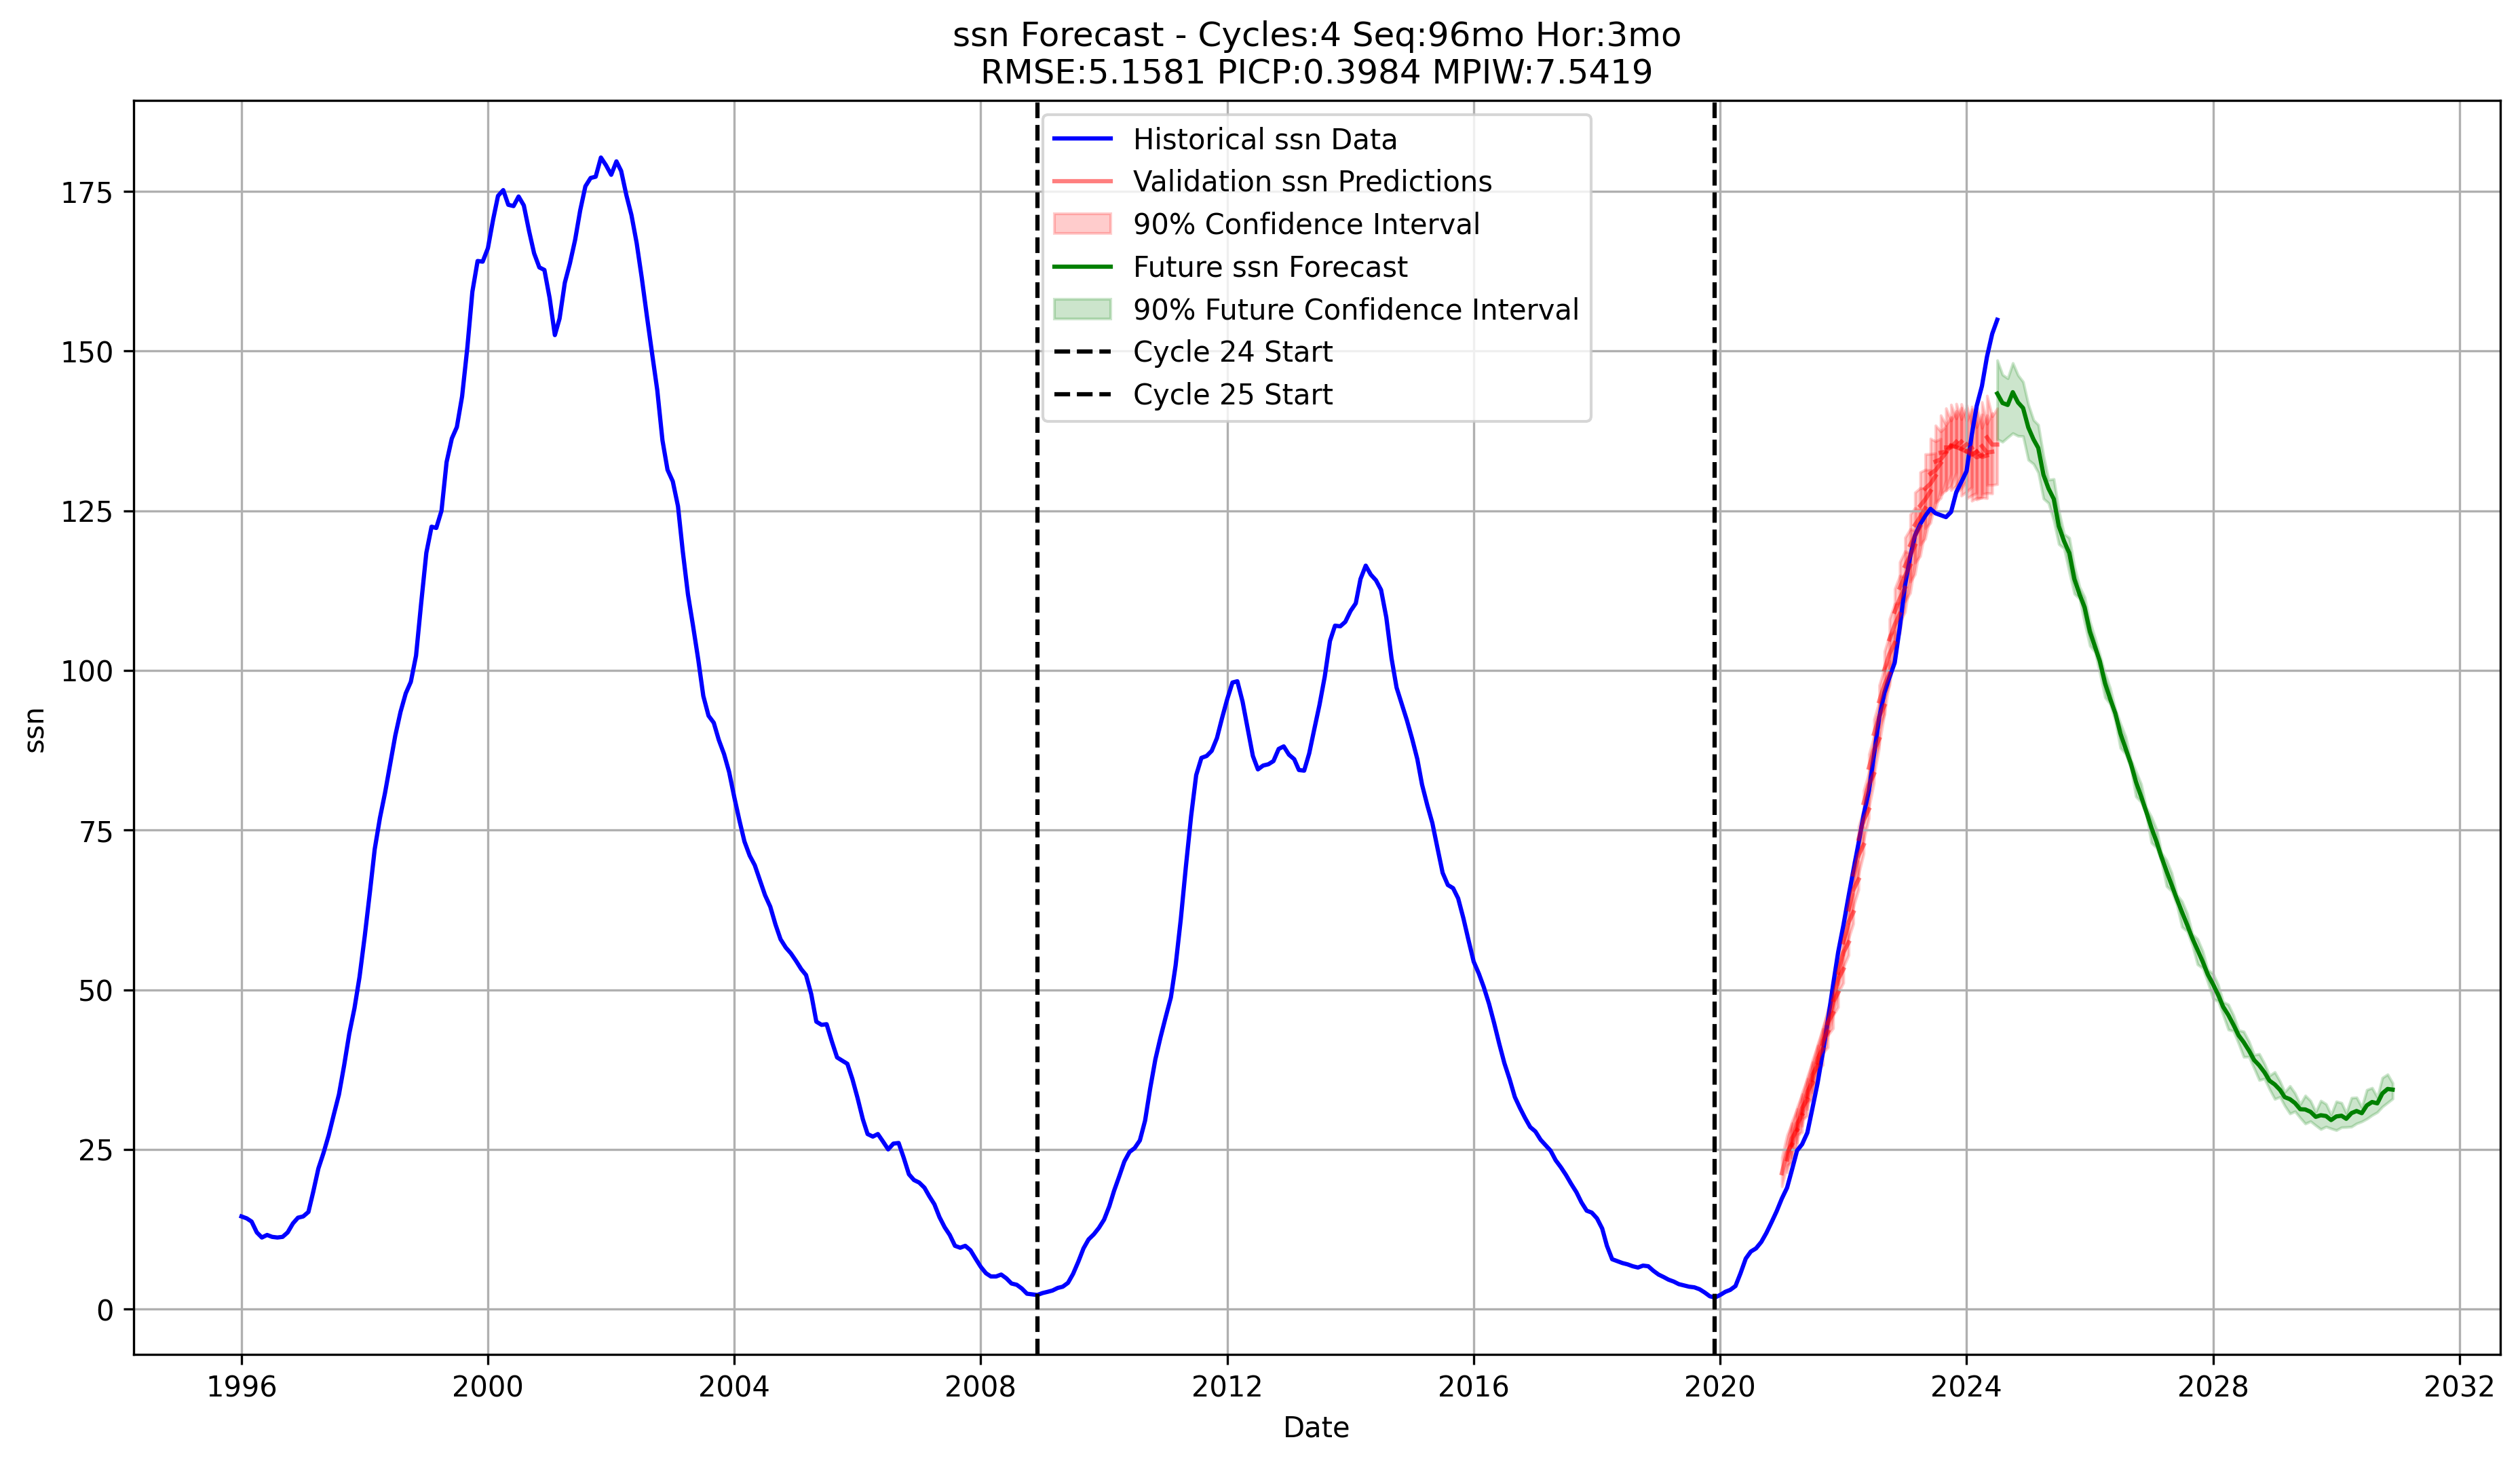 ssn Forecast - Cycles:4 Seq:96mo Hor:3mo
RMSE:5.1581 PICP:0.3984 MPIW:7.5419
Historical ssn Data
Validation ssn Predictions
90% Confidence Interval
Future ssn Forecast
90% Future Confidence Interval
Cycle 24 Start
Cycle 25 Start
ssn
175
150
125
100
75
50
25
0
1996 2000 2004 2008 2012 2016 2020 2024 2028 2032
Date